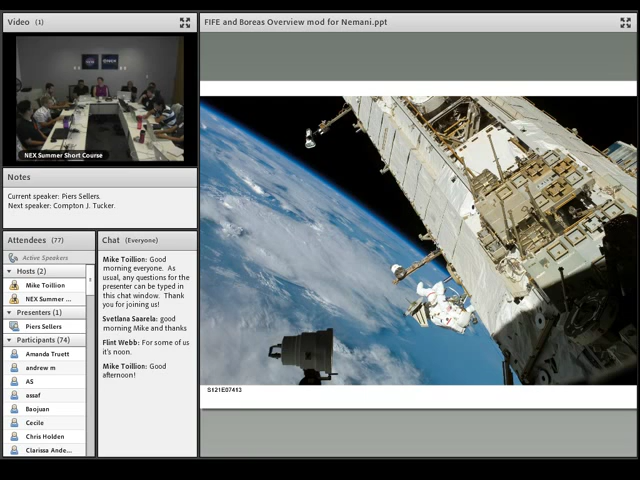 Video (1)
NEX Summer Short Course
Notes
Current speaker: Piers Sellers.
Next speaker: Compton J. Tucker.
Attendees (77)
Active Speakers
Hosts (2)
Mike Toillion
NEX Summer ...
Presenters (1)
Piers Sellers
Participants (74)
Amanda Truett
andrew m
AS
assaf
Baojuan
Cecile
Chris Holden
Clarissa Ande...
Chat (Everyone)
Mike Toillion: Good
morning everyone. As
usual, any questions for the
presenter can be typed in
this chat window. Thank
you for joining us!
Svetlana Saarela: good
morning Mike and thanks
Flint Webb: For some of us
it's noon.
Mike Toillion: Good
afternoon!
FIFE and Boreas Overview mod for Nemani.ppt
S121E07413